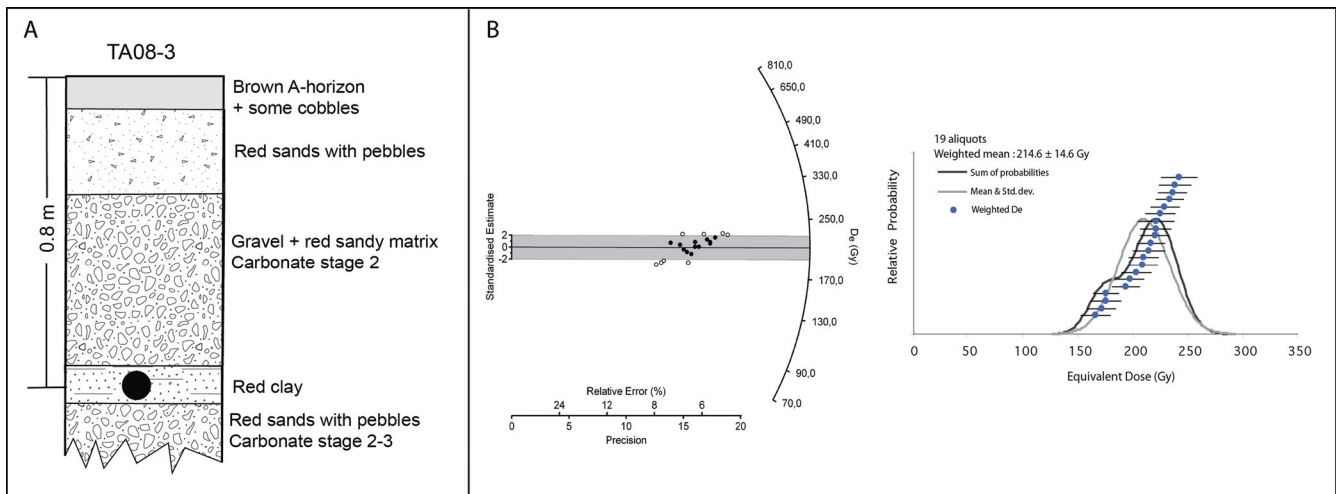 A
TA08-3
0.8 m
Brown A-horizon
+ some cobbles
Red sands with pebbles
Gravel + red sandy matrix
Carbonate stage 2
Red clay
Red sands with pebbles
Carbonate stage 2-3
B
Standardised Estimate
2
0
-2
810,0
650,0
490,0
410,0
330,0
250,0
170,0
130,0
90,0
70,0
De (Gy)
Relative Error (%)
24 12 8 6
0 5 10 15 20
Precision
19 aliquots
Weighted mean : 214.6 ± 14.6 Gy
Sum of probabilities
Mean & Std. dev.
Weighted De
Relative Probability
0 50 100 150 200 250 300 350
Equivalent Dose (Gy)